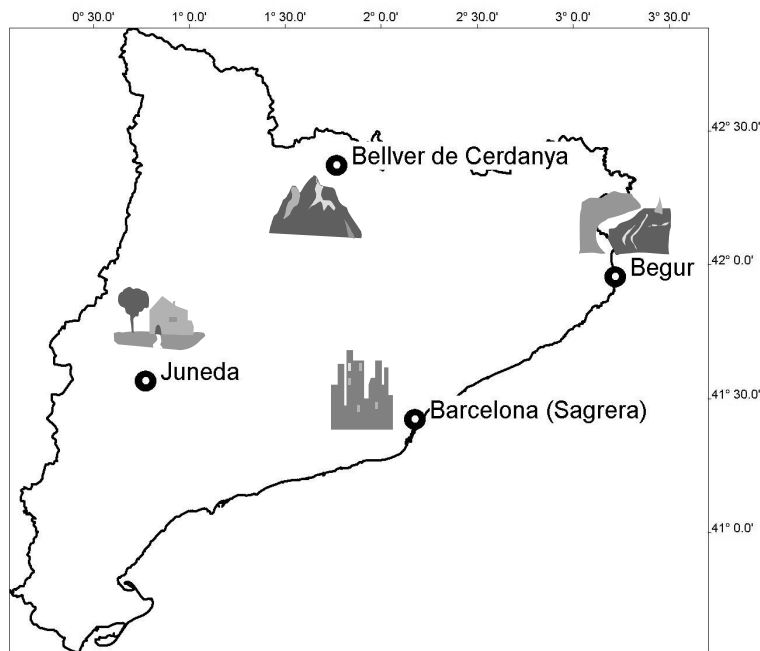 0° 30.0' 1° 0.0' 1° 30.0' 2° 0.0' 2° 30.0' 3° 0.0' 3° 30.0'
42° 30.0'
Bellver de Cerdanya
42° 0.0'
Begur
Juneda
41° 30.0'
Barcelona (Sagrera)
41° 0.0'